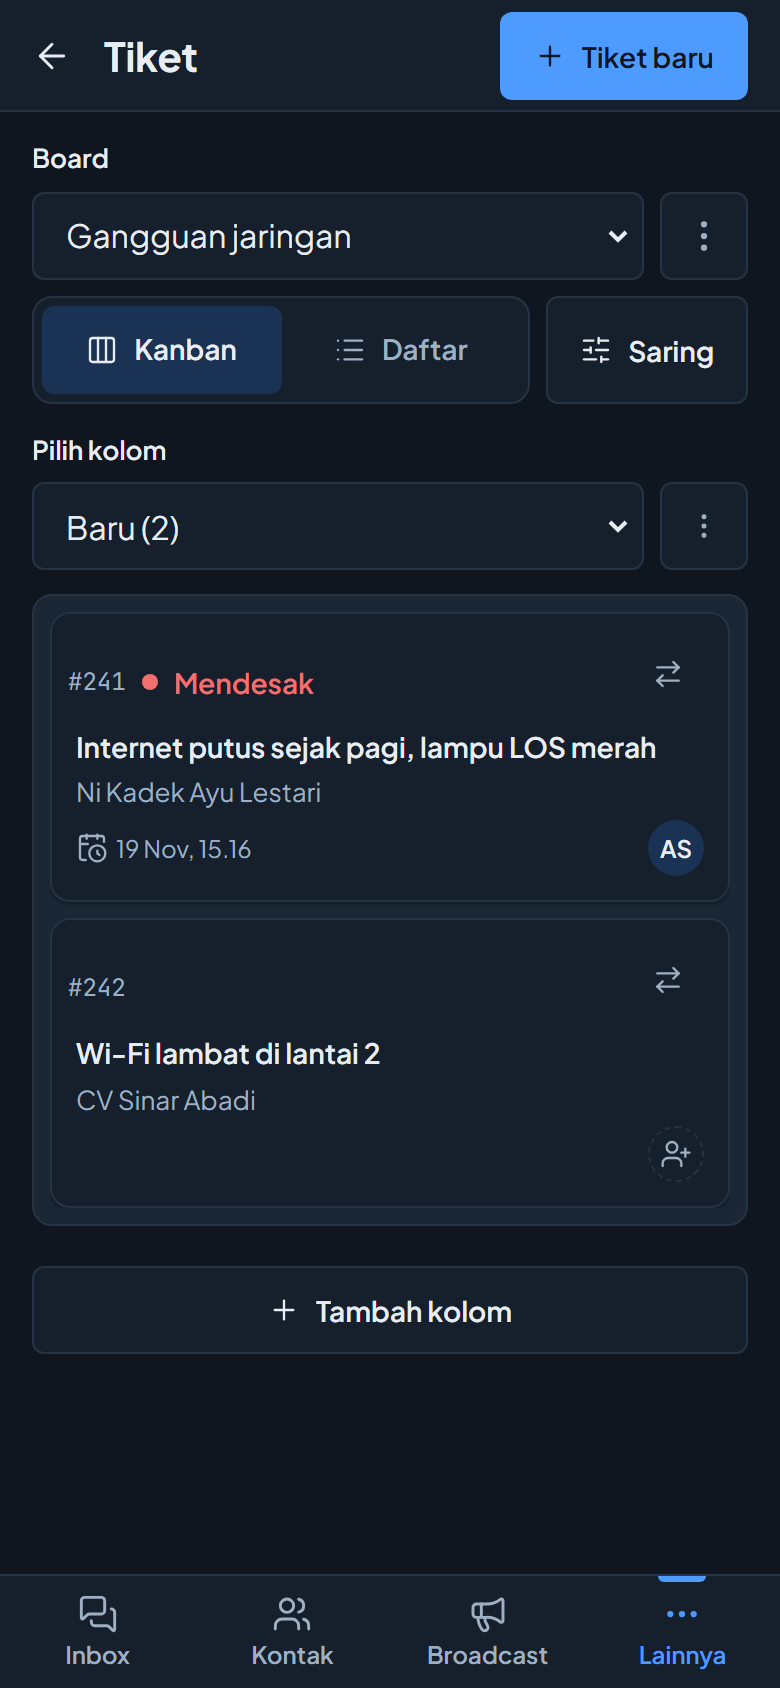 Tiket
Tiket baru
Board
Gangguan jaringan
Kanban
Daftar
Saring
Pilih kolom
Baru (2)
#241 Mendesak
Internet putus sejak pagi, lampu LOS merah
Ni Kadek Ayu Lestari
19 Nov, 15.16
AS
#242
Wi-Fi lambat di lantai 2
CV Sinar Abadi
Tambah kolom
Inbox
Kontak
Broadcast
Lainnya